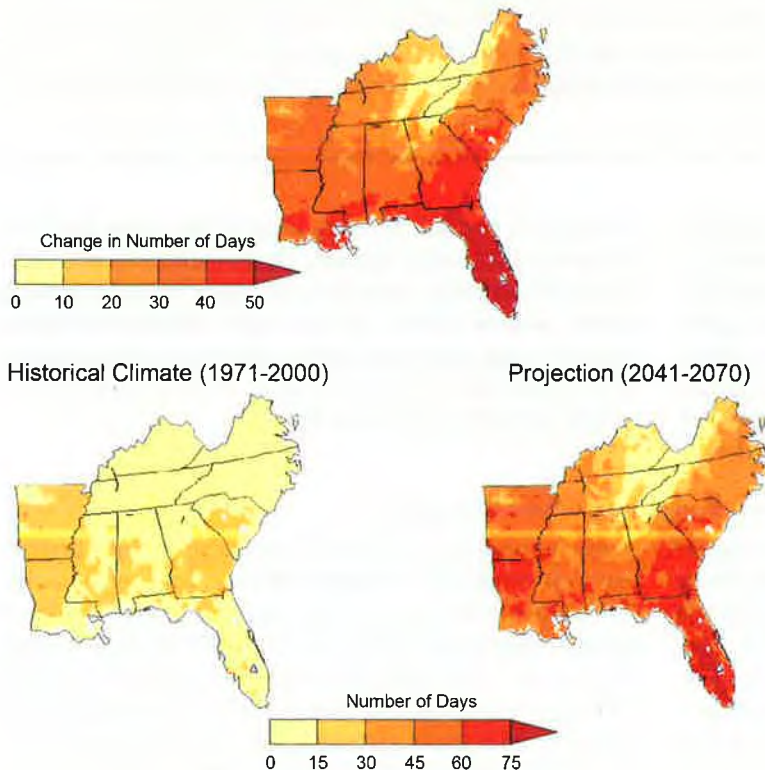 Change in Number of Days
0 10 20 30 40 50
Historical Climate (1971-2000)
Projection (2041-2070)
Number of Days
0 15 30 45 60 75